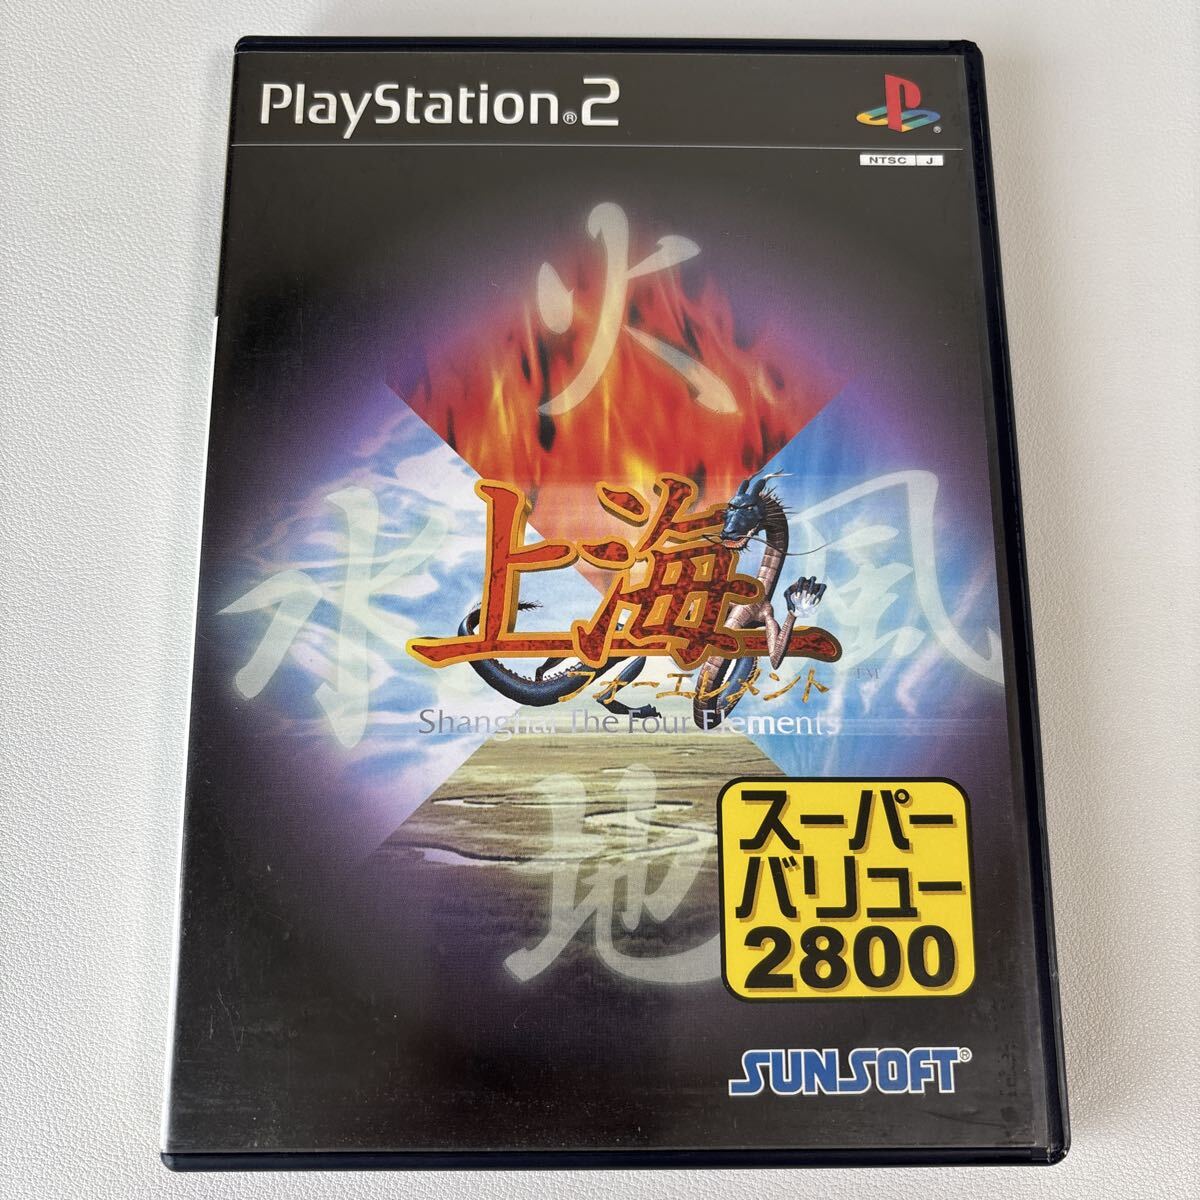 PlayStation®2
NTSC J
火
水
風
上海
フォーエレメント TM
Shanghai The Four Elements
地
スーパー
バリュー
2800
SUNSOFT®